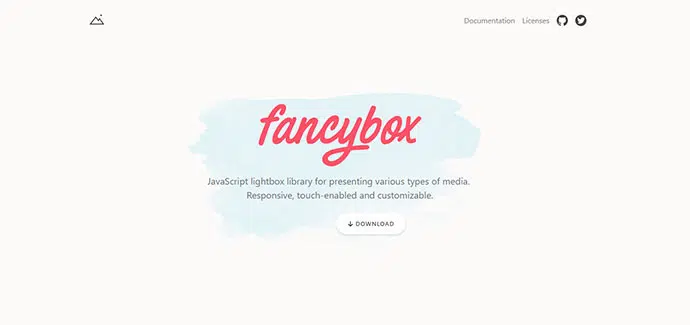 Documentation Licenses
fancybox
JavaScript lightbox library for presenting various types of media.
Responsive, touch-enabled and customizable.
DOWNLOAD